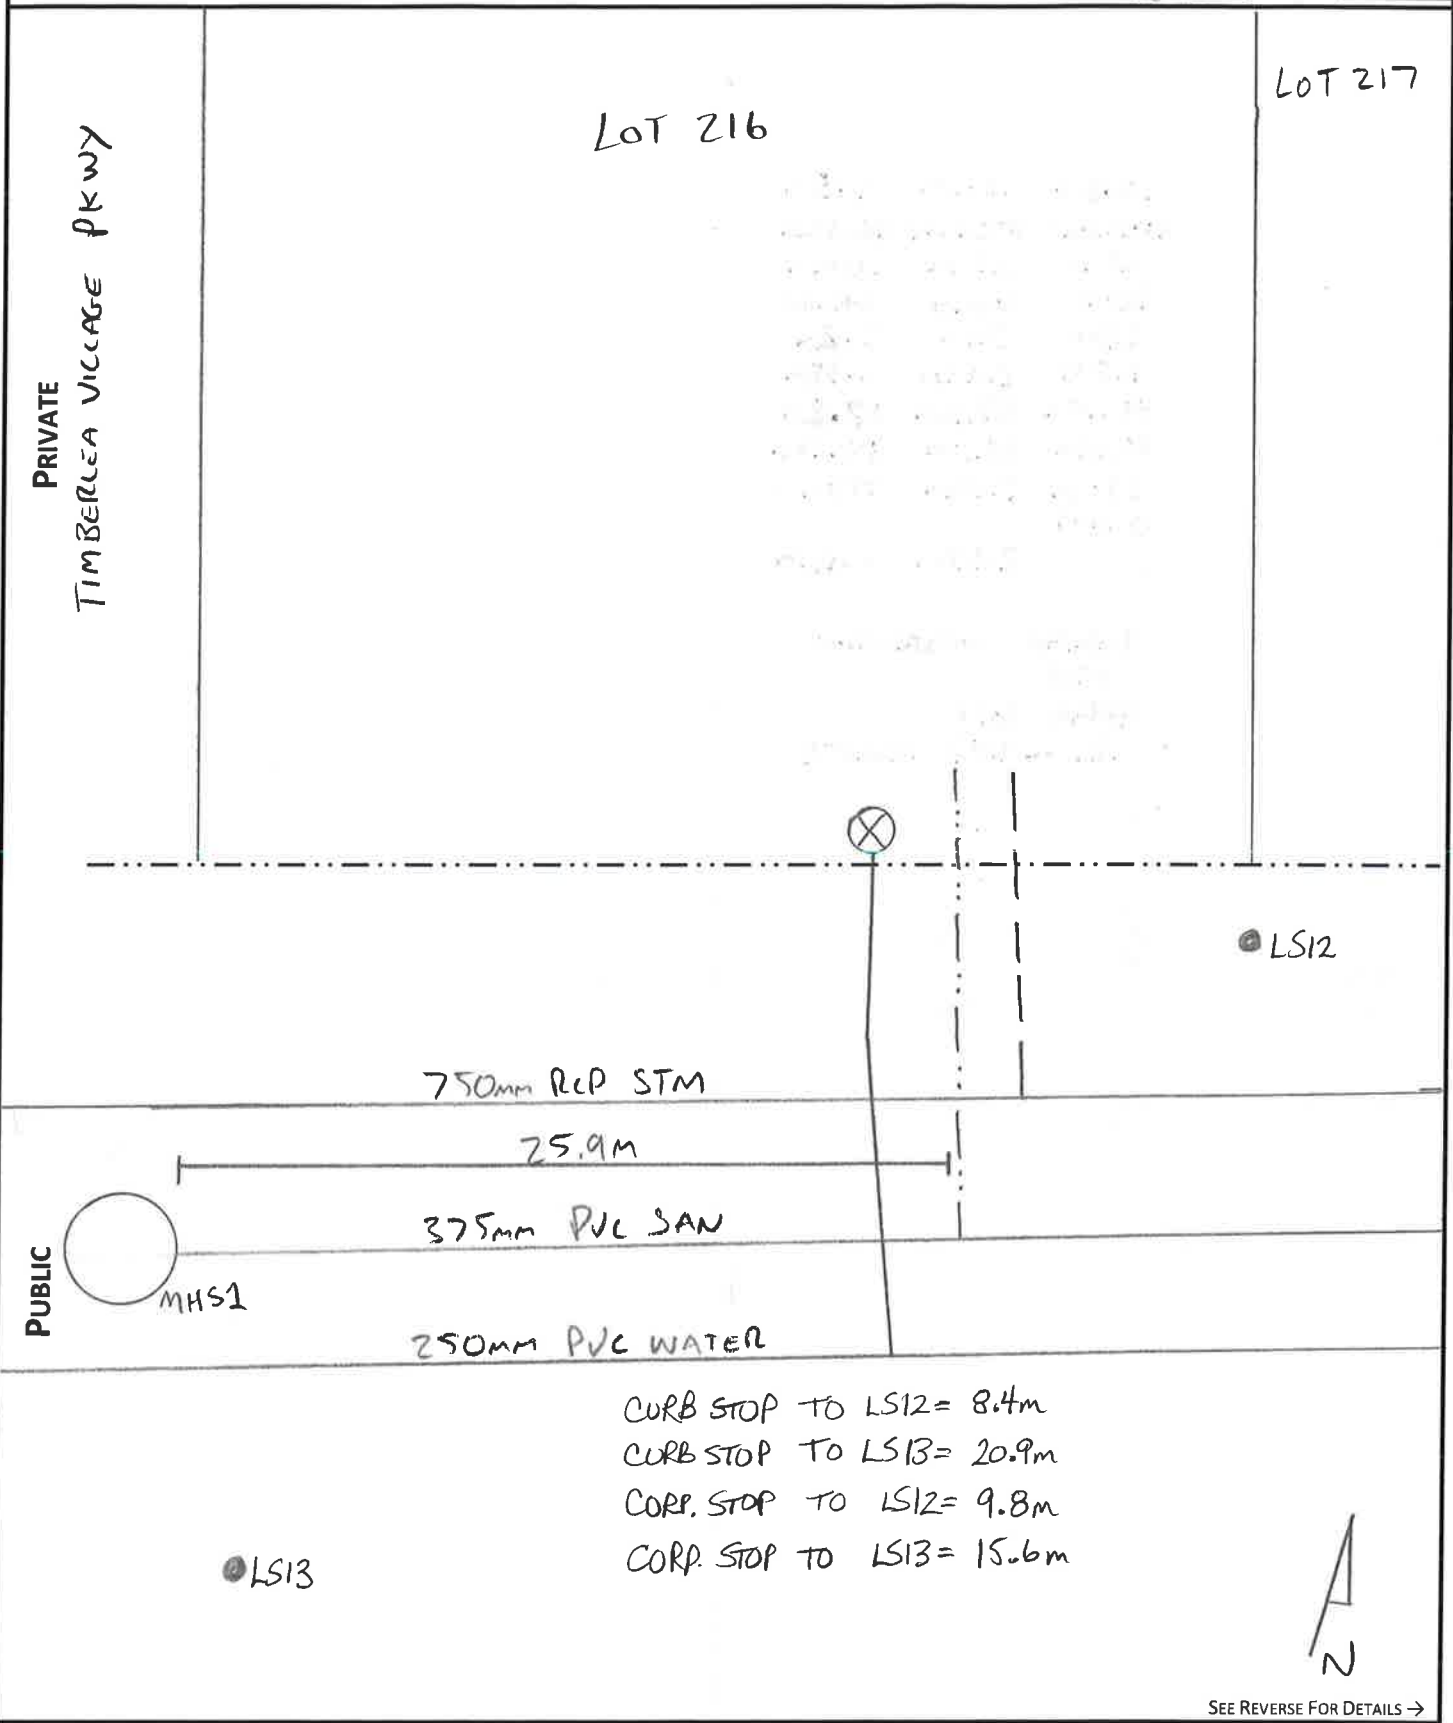 LOT 217
LOT 216
PRIVATE
TIMBERLEA VILLAGE PKWY
LS12
750mm RCP STM
25.9M
375mm PVC SAN
PUBLIC
MHS1
250mm PVC WATER
CURB STOP TO LS12= 8.4m
CURB STOP TO LS13= 20.9m
CORP. STOP TO LS12= 9.8m
CORP. STOP TO LS13= 15.6m
LS13
N
SEE REVERSE FOR DETAILS →